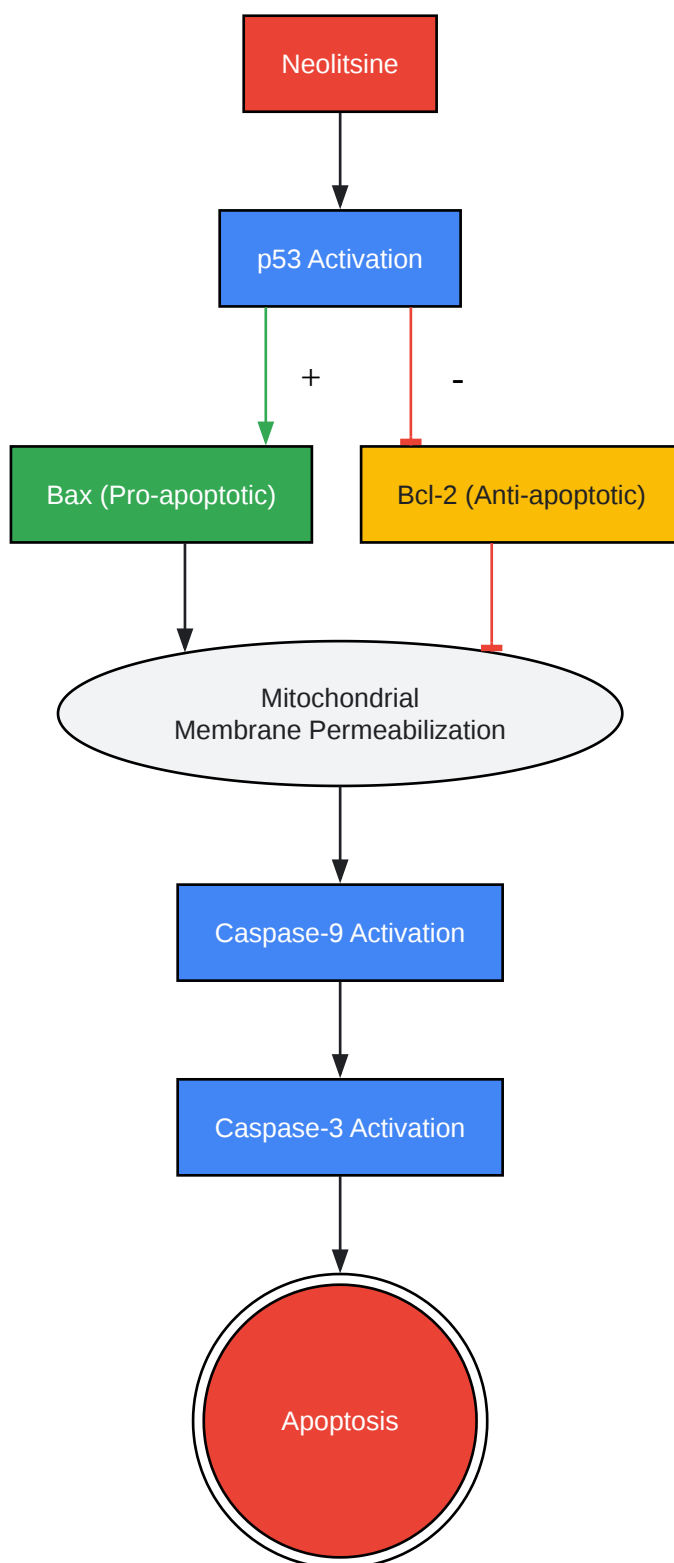 Neolitsine
p53 Activation
+
-
Bax (Pro-apoptotic)
Bcl-2 (Anti-apoptotic)
Mitochondrial
Membrane Permeabilization
Caspase-9 Activation
Caspase-3 Activation
Apoptosis